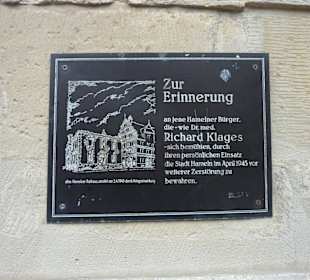 Zur
Erinnerung
an jene Hamelner Bürger,
die - wie Dr. med.
Richard Klages
- sich bemühten, durch
ihren persönlichen Einsatz
die Stadt Hameln im April 1945 vor
weiterer Zerstörung zu
bewahren.